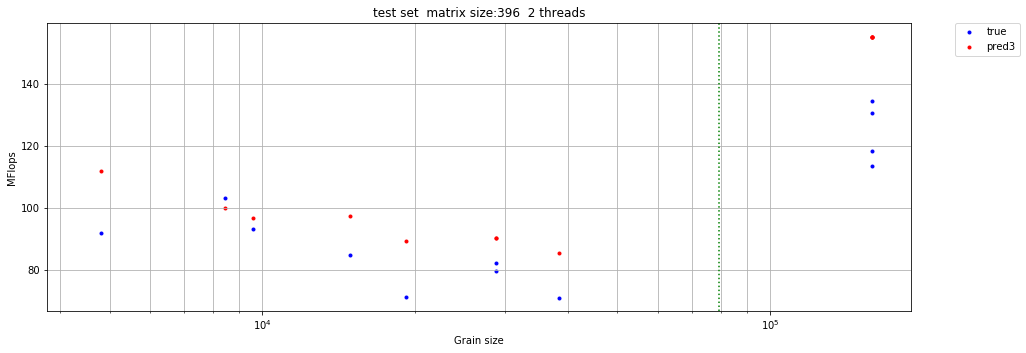 test set  matrix size:396  2 threads
true
pred3
MFlops
140
120
100
80
10⁴
10⁵
Grain size